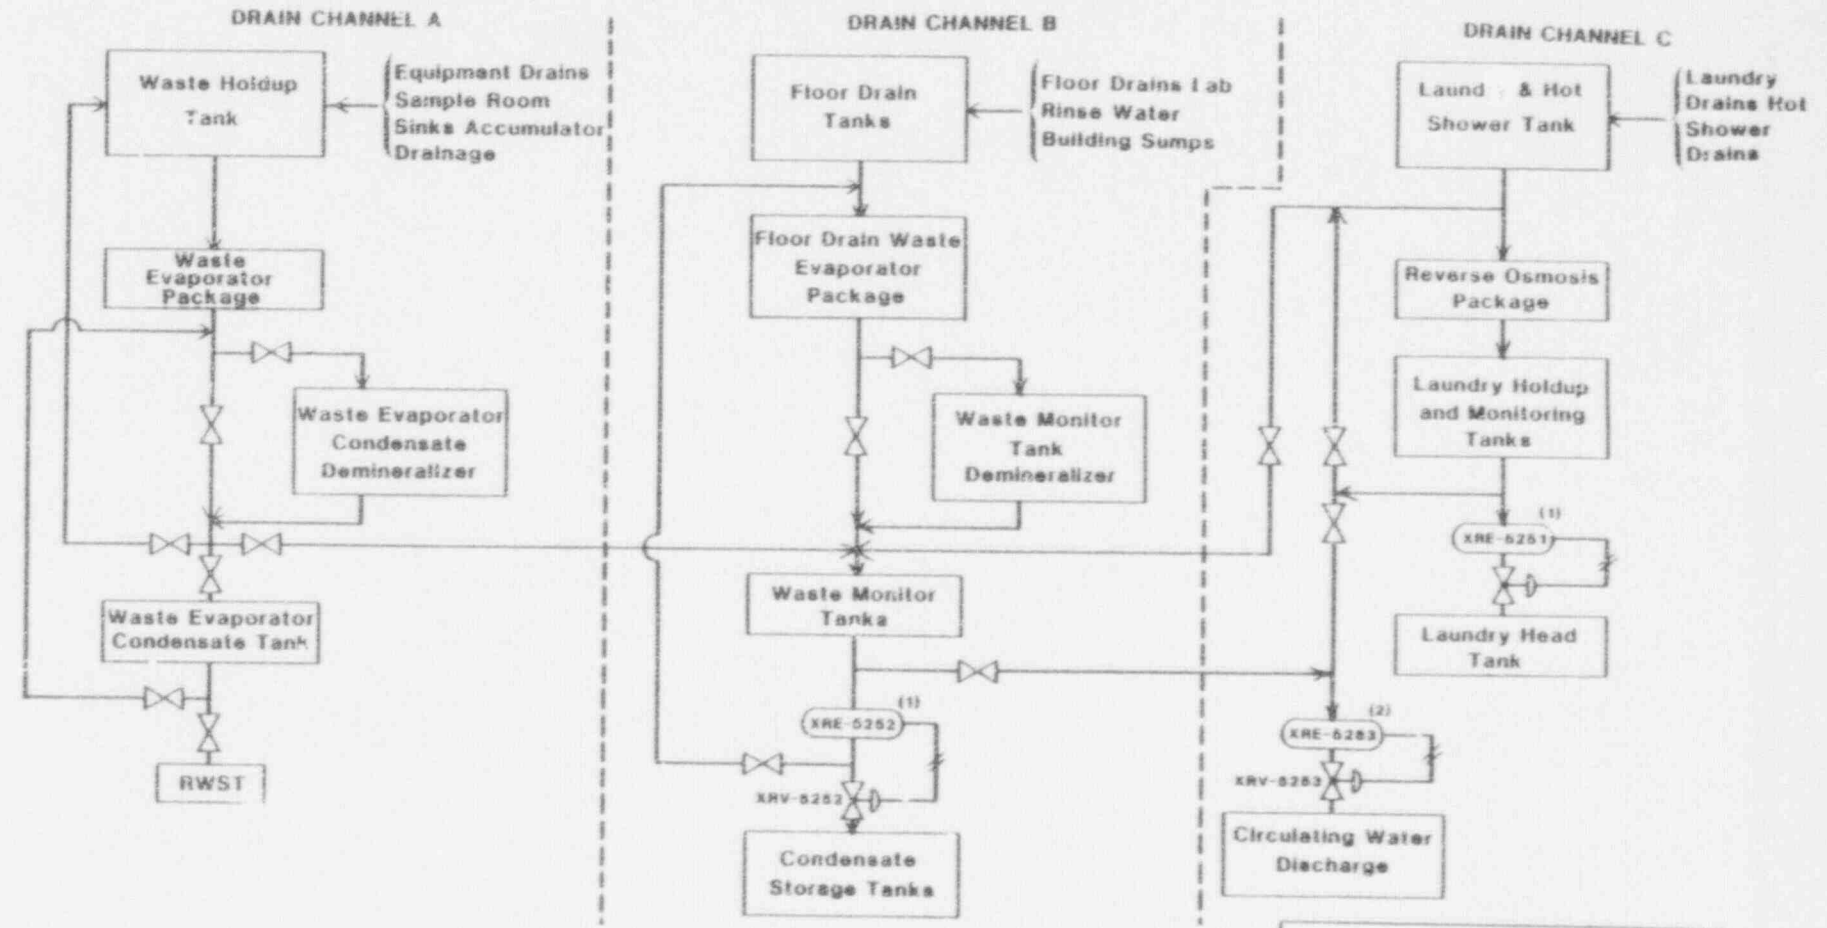 DRAIN CHANNEL A
Waste Holdup
Tank
Equipment Drains
Sample Room
Sinks Accumulator
Drainage
Waste
Evaporator
Package
Waste Evaporator
Condensate
Demineralizer
Waste Evaporator
Condensate Tank
RWST
DRAIN CHANNEL B
Floor Drain
Tanks
Floor Drains Lab
Rinse Water
Building Sumps
Floor Drain Waste
Evaporator
Package
Waste Monitor
Tank
Demineralizer
Waste Monitor
Tanks
(1)
XRE-5252
XRV-5252
Condensate
Storage Tanks
DRAIN CHANNEL C
Laund & Hot
Shower Tank
Laundry
Drains Hot
Shower
Drains
Reverse Osmosis
Package
Laundry Holdup
and Monitoring
Tanks
(1)
XRE-5251
Laundry Head
Tank
(2)
XRE-5253
XRV-5253
Circulating Water
Discharge